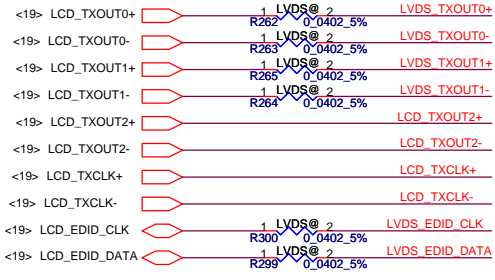 <19> LCD_TXOUT0+ 1 LVDS@ 2 LVDS_TXOUT0+
R262 0_0402_5%
<19> LCD_TXOUT0- 1 LVDS@ 2 LVDS_TXOUT0-
R263 0_0402_5%
<19> LCD_TXOUT1+ 1 LVDS@ 2 LVDS_TXOUT1+
R265 0_0402_5%
<19> LCD_TXOUT1- 1 LVDS@ 2 LVDS_TXOUT1-
R264 0_0402_5%
<19> LCD_TXOUT2+ LCD_TXOUT2+
<19> LCD_TXOUT2- LCD_TXOUT2-
<19> LCD_TXCLK+ LCD_TXCLK+
<19> LCD_TXCLK- LCD_TXCLK-
<19> LCD_EDID_CLK 1 LVDS@ 2 LVDS_EDID_CLK
R300 0_0402_5%
<19> LCD_EDID_DATA 1 LVDS@ 2 LVDS_EDID_DATA
R299 0_0402_5%